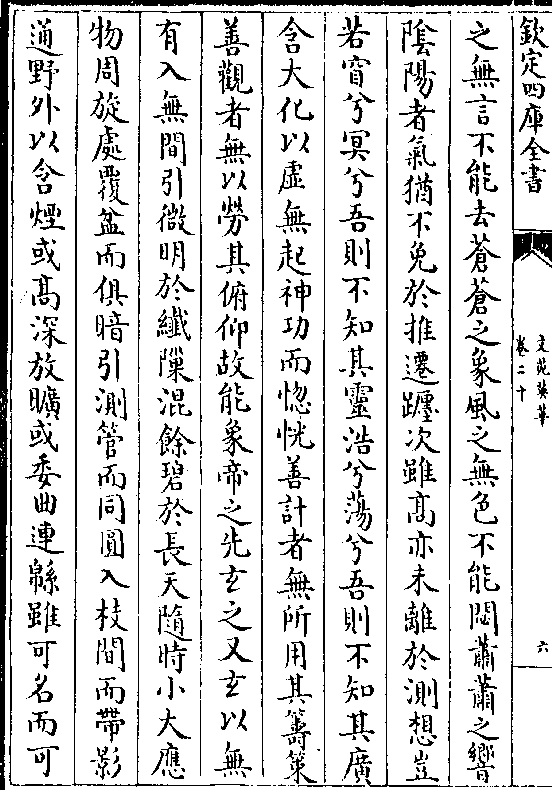 欽定四庫全書
文苑英華
卷二十
六
之無言不能去蒼蒼之象風之無色不能閟蕭蕭之響
陰陽者氣猶不免於推遷躔次雖髙亦未離於測想豈
若窅兮冥兮吾則不知其靈浩兮蕩兮吾則不知其廣
含大化以虛無起神功而惚恍善計者無所用其籌策
善觀者無以勞其俯仰故能象帝之先玄之又玄以無
有入無間引微明於纖隟混餘碧於長天隨時小大應
物周旋處覆盆而俱暗引測管而同圓入枝間而帶影
通野外以含煙或髙深放曠或委曲連緜雖可名而可